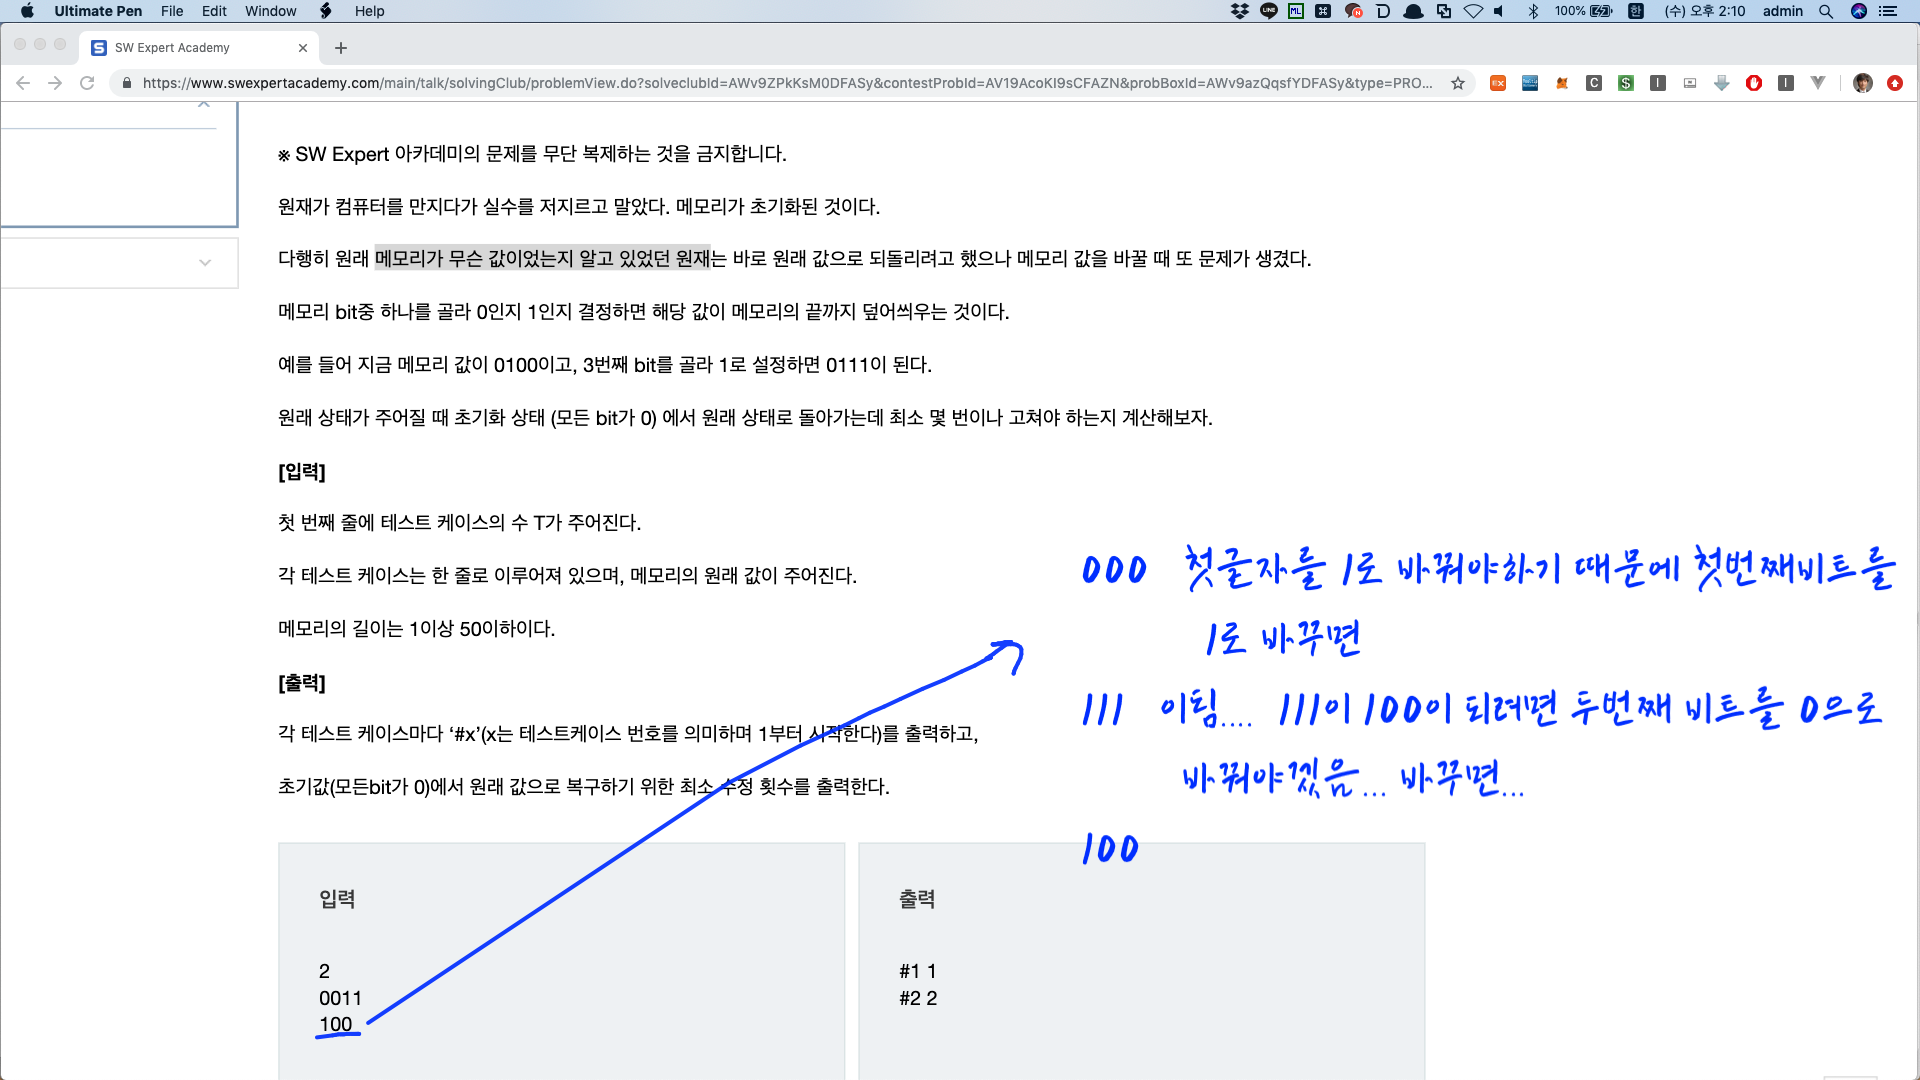 Ultimate Pen File Edit Window Help
100% 한 (수) 오후 2:10 admin
SW Expert Academy
https://www.swexpertacademy.com/main/talk/solvingClub/problemView.do?solveclubId=AWv9ZPkKsM0DFASy&contestProbId=AV19AcoKI9sCFAZN&probBoxId=AWv9azQqsfYDFASy&type=PRO...
※ SW Expert 아카데미의 문제를 무단 복제하는 것을 금지합니다.
원재가 컴퓨터를 만지다가 실수를 저지르고 말았다. 메모리가 초기화된 것이다.
다행히 원래 메모리가 무슨 값이었는지 알고 있었던 원재는 바로 원래 값으로 되돌리려고 했으나 메모리 값을 바꿀 때 또 문제가 생겼다.
메모리 bit중 하나를 골라 0인지 1인지 결정하면 해당 값이 메모리의 끝까지 덮어씌우는 것이다.
예를 들어 지금 메모리 값이 0100이고, 3번째 bit를 골라 1로 설정하면 0111이 된다.
원래 상태가 주어질 때 초기화 상태 (모든 bit가 0) 에서 원래 상태로 돌아가는데 최소 몇 번이나 고쳐야 하는지 계산해보자.
[입력]
첫 번째 줄에 테스트 케이스의 수 T가 주어진다.
각 테스트 케이스는 한 줄로 이루어져 있으며, 메모리의 원래 값이 주어진다.
메모리의 길이는 1이상 50이하이다.
[출력]
각 테스트 케이스마다 ‘#x’(x는 테스트케이스 번호를 의미하며 1부터 시작한다)를 출력하고,
초기값(모든bit가 0)에서 원래 값으로 복구하기 위한 최소 수정 횟수를 출력한다.
000 첫글자를 1로 바꿔야하기 때문에 첫번째비트를
1로 바꾸면
111 이됨.... 111이 100이 되려면 두번째 비트를 0으로
바꿔야겠음... 바꾸면...
100
입력
2
0011
100
출력
#1 1
#2 2